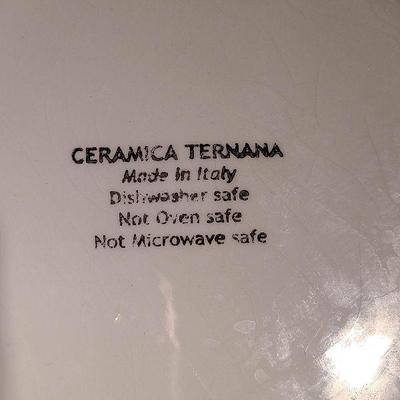 CERAMICA TERNANA
Made in Italy
Dishwasher safe
Not Oven safe
Not Microwave safe